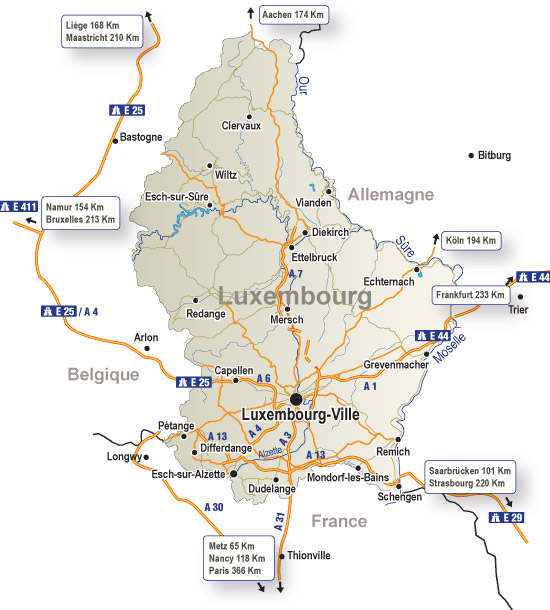 Liège 168 Km
Maastricht 210 Km
Aachen 174 Km
Our
E 25
Clervaux
Bastogne
Bitburg
Wiltz
Esch-sur-Sûre
Vianden
Allemagne
E 411
Namur 154 Km
Bruxelles 213 Km
Diekirch
Sûre
Köln 194 Km
Ettelbruck
A 7
Echternach
E 44
Luxembourg
Frankfurt 233 Km
Redange
Mersch
Trier
E 25 / A 4
E 44
Moselle
Arlon
Grevenmacher
Belgique
Capellen
E 25
A 6
A 1
Luxembourg-Ville
Pétange
A 13
A 4
A 3
Differdange
Alzette
A 13
Remich
Longwy
Esch-sur-Alzette
Mondorf-les-Bains
Saarbrücken 101 Km
Strasbourg 220 Km
Dudelange
Schengen
A 30
A 31
France
E 29
Metz 65 Km
Nancy 118 Km
Paris 366 Km
Thionville